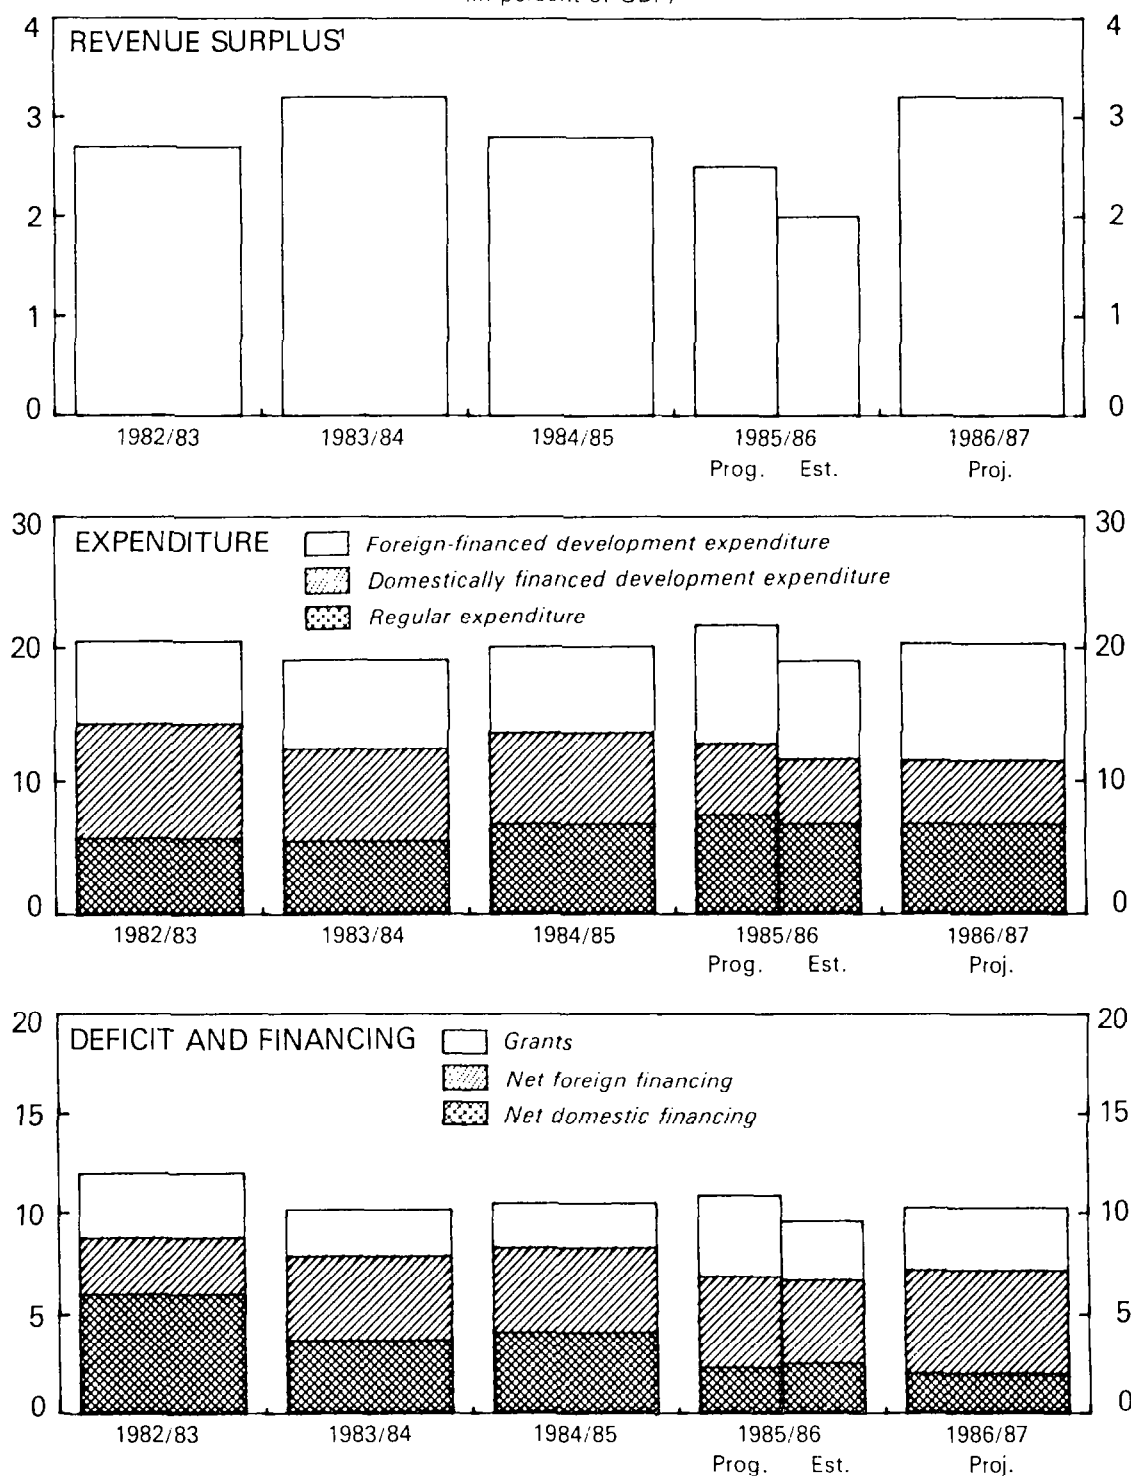 4 4
REVENUE SURPLUS¹
3 3
2 2
1 1
0 0
1982/83 1983/84 1984/85 1985/86 1986/87
Prog. Est. Proj.
30 30
EXPENDITURE Foreign-financed development expenditure
Domestically financed development expenditure
Regular expenditure
20 20
10 10
0 0
1982/83 1983/84 1984/85 1985/86 1986/87
Prog. Est. Proj.
20 20
DEFICIT AND FINANCING Grants
Net foreign financing
Net domestic financing
15 15
10 10
5 5
0 0
1982/83 1983/84 1984/85 1985/86 1986/87
Prog. Est. Proj.